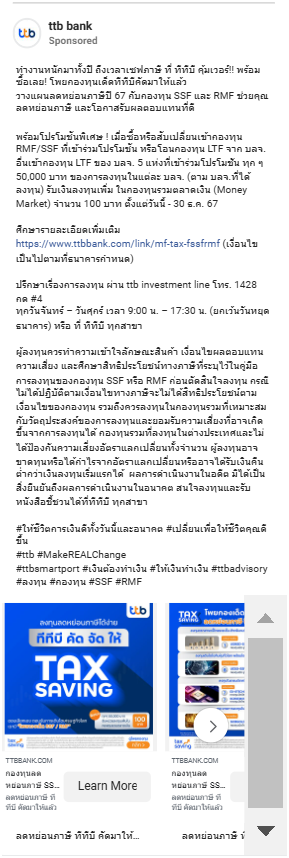 ttb bank
Sponsored
ทำงานหนักมาทั้งปี ถึงเวลาเซฟภาษี ที่ ทีทีบี คุ้มเวอร์!! พร้อม
ช้อเลย! โพยกองทุนเด็ดทีทีบีคัดมาให้แล้ว
วางแผนลดหย่อนภาษีปี 67 กับกองทุน SSF และ RMF ช่วยคุณ
ลดหย่อนภาษี และโอกาสรับผลตอบแทนที่ดี
พร้อมโปรโมชันพิเศษ ! เมื่อซื้อหรือสับเปลี่ยนเข้ากองทุน
RMF/SSF ที่เข้าร่วมโปรโมชัน หรือโอนกองทุน LTF จาก บลจ.
อื่นเข้ากองทุน LTF ของ บลจ. 5 แห่งที่เข้าร่วมโปรโมชัน ทุก ๆ
50,000 บาท ของการลงทุนในแต่ละ บลจ. (ตาม บลจ.ที่ได้
ลงทุน) รับเงินลงทุนเพิ่ม ในกองทุนรวมตลาดเงิน (Money
Market) จำนวน 100 บาท ตั้งแต่วันนี้ - 30 ธ.ค. 67
ศึกษารายละเอียดเพิ่มเติม
https://www.ttbbank.com/link/mf-tax-fssfrmf (เงื่อนไข
เป็นไปตามที่ธนาคารกำหนด)
ปรึกษาเรื่องการลงทุน ผ่าน ttb investment line โทร. 1428
กด #4
ทุกวันจันทร์ – วันศุกร์ เวลา 9:00 น. – 17:30 น. (ยกเว้นวันหยุด
ธนาคาร) หรือ ที่ ทีทีบี ทุกสาขา
ผู้ลงทุนควรทำความเข้าใจลักษณะสินค้า เงื่อนไขผลตอบแทน
ความเสี่ยง และศึกษาสิทธิประโยชน์ทางภาษีที่ระบุไว้ในคู่มือ
การลงทุนของกองทุน SSF หรือ RMF ก่อนตัดสินใจลงทุน กรณี
ไม่ได้ปฏิบัติตามเงื่อนไขทางภาษีจะไม่ได้สิทธิประโยชน์ตาม
เงื่อนไขของกองทุน รวมถึงควรลงทุนในกองทุนรวมที่เหมาะสม
กับวัตถุประสงค์ของการลงทุนและยอมรับความเสี่ยงที่อาจเกิด
ขึ้นจากการลงทุนได้ กองทุนรวมที่ลงทุนในต่างประเทศและไม่
ได้ป้องกันความเสี่ยงอัตราแลกเปลี่ยนทั้งจำนวน ผู้ลงทุนอาจ
ขาดทุนหรือได้กำไรจากอัตราแลกเปลี่ยนหรืออาจได้รับเงินคืน
ต่ำกว่าเงินลงทุนเริ่มแรกได้ ผลการดำเนินงานในอดีต มิได้เป็น
สิ่งยืนยันถึงผลการดำเนินงานในอนาคต สนใจลงทุนและรับ
หนังสือชี้ชวนได้ที่ทีทีบี ทุกสาขา
#ให้ชีวิตการเงินดีทั้งวันนี้และอนาคต #เปลี่ยนเพื่อให้ชีวิตคุณดี
ขึ้น
#ttb #MakeREALChange
#ttbsmartport #เงินต้องทำเงิน #ให้เงินทำเงิน #ttbadvisory
#ลงทุน #กองทุน #SSF #RMF
ttb
ลงทุนลดหย่อนภาษีได้ง่าย
ทีทีบี คัด จัด ให้
TAX
SAVING
100
TTBBANK.COM
กองทุนลด
หย่อนภาษี SS...
ลดหย่อนภาษี ที
ทีบี คัดมาให้แล้ว
Learn More
ลดหย่อนภาษี ทีทีบี คัดมาให้...
โพยกองเด็ด
TAX SAVING
tax
saving
TTBBANK.COM
กองทุนลด
หย่อนภาษี SS...
ลดหย่อนภาษี ที
ทีบี คัดมาให้แล้ว
ลดหย่อนภาษี ที